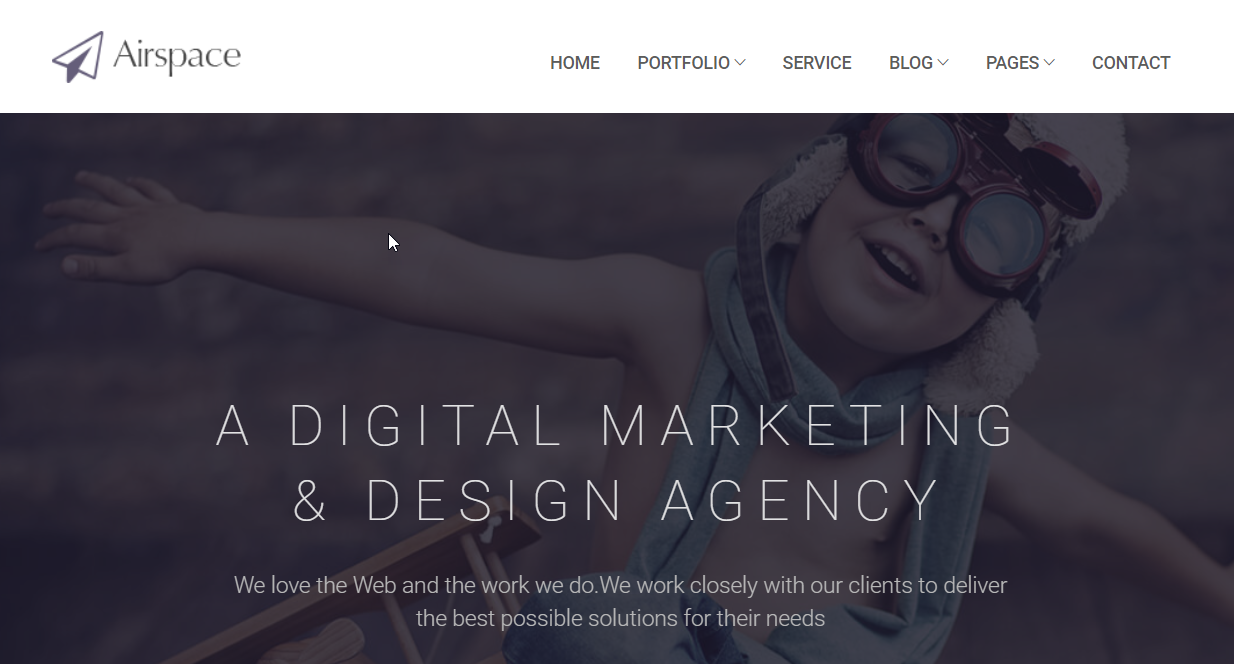 Airspace
HOME PORTFOLIO SERVICE BLOG PAGES CONTACT
A DIGITAL MARKETING
& DESIGN AGENCY
We love the Web and the work we do.We work closely with our clients to deliver
the best possible solutions for their needs